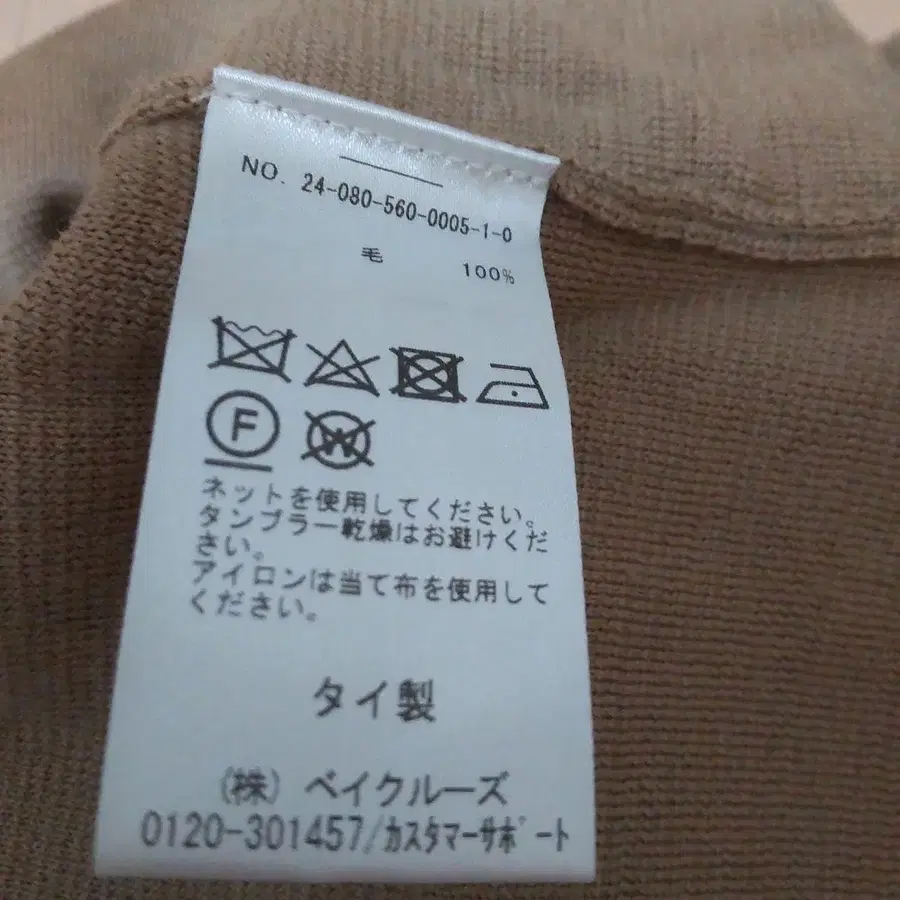 NO. 24-080-560-0005-1-0
毛 100%
F
W
ネットを使用してください。
タンブラー乾燥はお避けくだ
さい。
アイロンは当て布を使用して
ください。
タイ製
(株) ベイクルーズ
0120-301457/カスタマーサポート